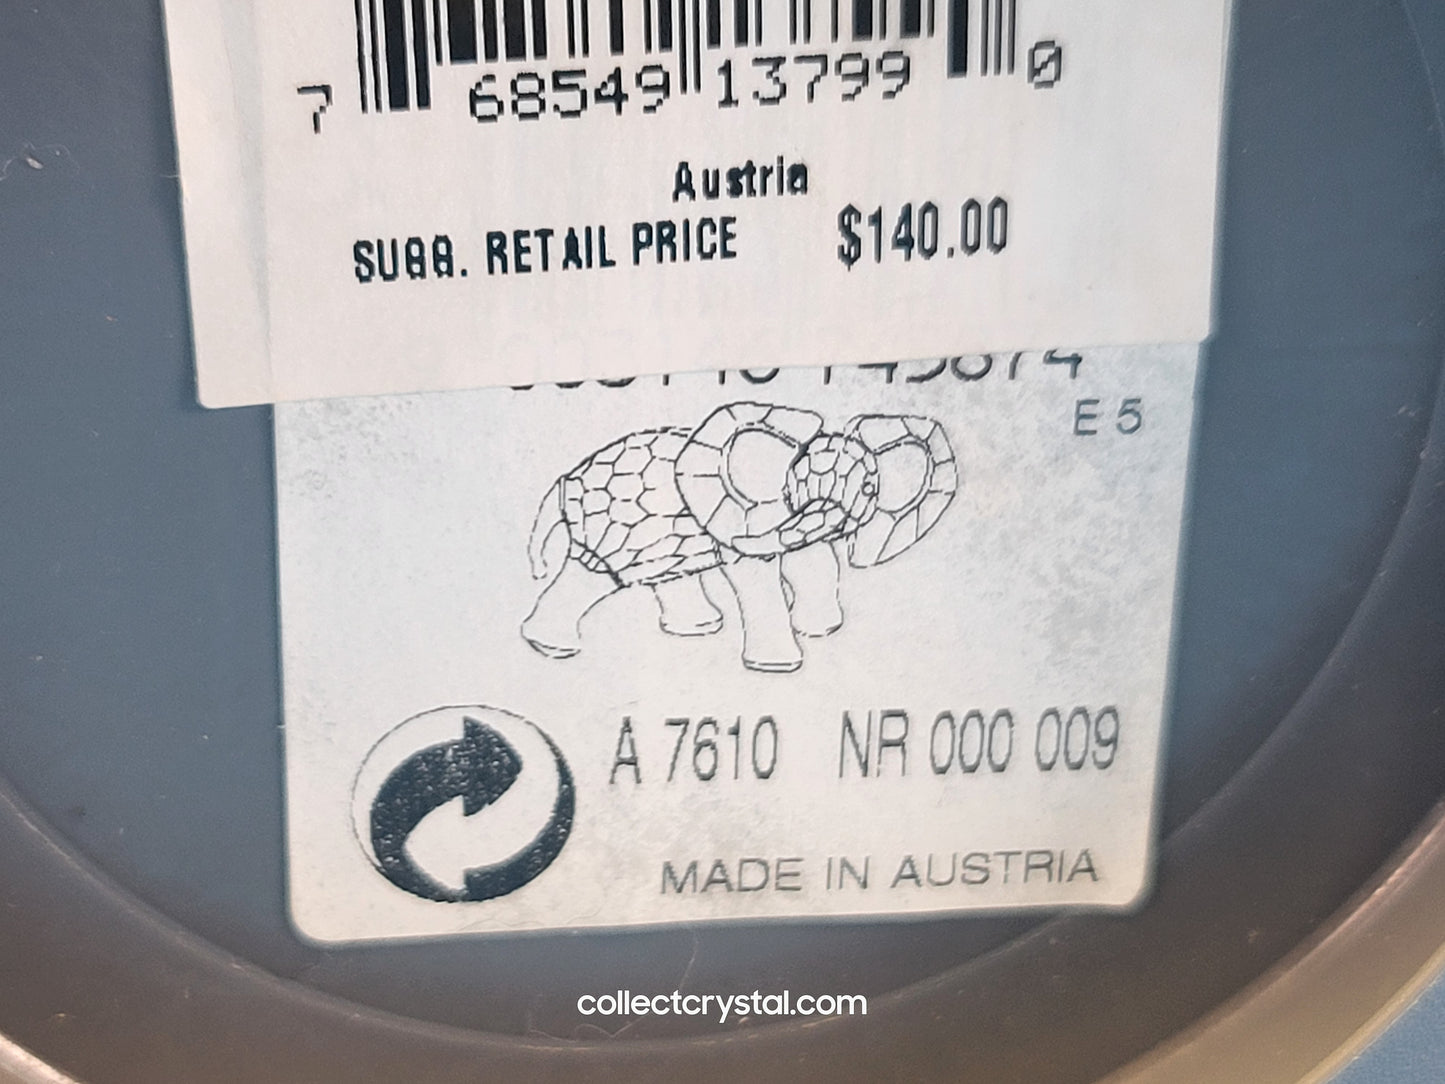 7 68549 13799 0
Austria
SUGG. RETAIL PRICE $140.00
E 5
A 7610 NR 000 009
MADE IN AUSTRIA
collectcrystal.com